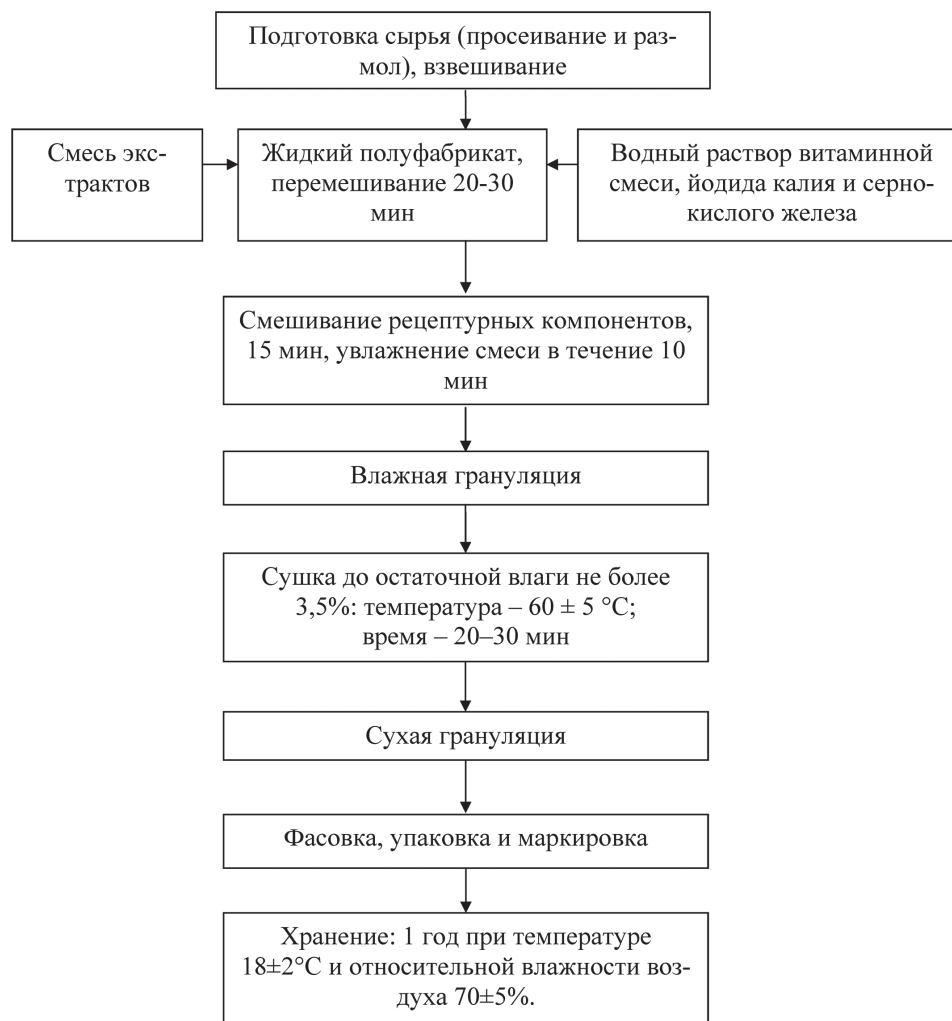 Подготовка сырья (просеивание и раз-
мол), взвешивание
Смесь экс-
трактов
Жидкий полуфабрикат,
перемешивание 20-30
мин
Водный раствор витаминной
смеси, йодида калия и серно-
кислого железа
Смешивание рецептурных компонентов,
15 мин, увлажнение смеси в течение 10
мин
Влажная грануляция
Сушка до остаточной влаги не более
3,5%: температура – 60 ± 5 °C;
время – 20–30 мин
Сухая грануляция
Фасовка, упаковка и маркировка
Хранение: 1 год при температуре
18±2°C и относительной влажности воз-
духа 70±5%.